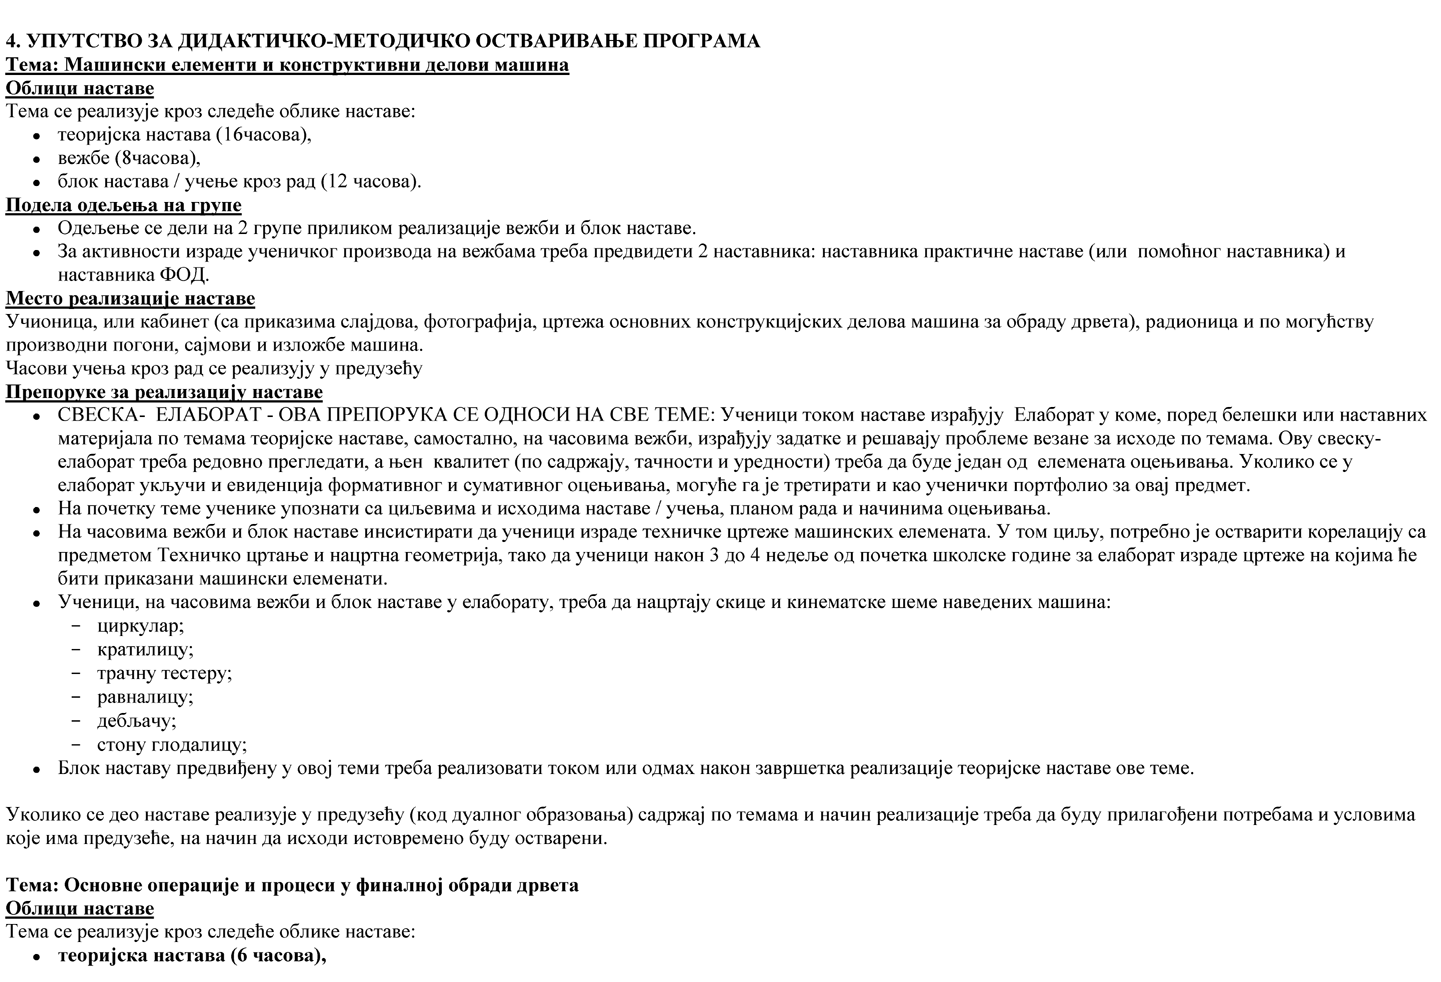 4. УПУТСТВО ЗА ДИДАКТИЧКО-МЕТОДИЧКО ОСТВАРИВАЊЕ ПРОГРАМА
Тема: Машински елементи и конструктивни делови машина
Облици наставе
Тема се реализује кроз следеће облике наставе:
• теоријска настава (16часова),
• вежбе (8часова),
• блок настава / учење кроз рад (12 часова).
Подела одељења на групе
• Одељење се дели на 2 групе приликом реализације вежби и блок наставе.
• За активности израде ученичког производа на вежбама треба предвидети 2 наставника: наставника практичне наставе (или помоћног наставника) и
наставника ФОД.
Место реализације наставе
Учионица, или кабинет (са приказима слајдова, фотографија, цртежа основних конструкцијских делова машина за обраду дрвета), радионица и по могућству
производни погони, сајмови и изложбе машина.
Часови учења кроз рад се реализују у предузећу
Препоруке за реализацију наставе
• СВЕСКА- ЕЛАБОРАТ - ОВА ПРЕПОРУКА СЕ ОДНОСИ НА СВЕ ТЕМЕ: Ученици током наставе израђују Елаборат у коме, поред белешки или наставних
материјала по темама теоријске наставе, самостално, на часовима вежби, израђују задатке и решавају проблеме везане за исходе по темама. Ову свеску-
елаборат треба редовно прегледати, а њен квалитет (по садржају, тачности и уредности) треба да буде један од елемената оцењивања. Уколико се у
елаборат укључи и евиденција формативног и сумативног оцењивања, могуће га је третирати и као ученички портфолио за овај предмет.
• На почетку теме ученике упознати са циљевима и исходима наставе / учења, планом рада и начинима оцењивања.
• На часовима вежби и блок наставе инсистирати да ученици израде техничке цртеже машинских елемената. У том циљу, потребно је остварити корелацију са
предметом Техничко цртање и нацртна геометрија, тако да ученици након 3 до 4 недеље од почетка школске године за елаборат израде цртеже на којима ће
бити приказани машински елеменати.
• Ученици, на часовима вежби и блок наставе у елаборату, треба да нацртају скице и кинематске шеме наведених машина:
− циркулар;
− кратилицу;
− трачну тестеру;
− равналицу;
− дебљачу;
− стону глодалицу;
• Блок наставу предвиђену у овој теми треба реализовати током или одмах након завршетка реализације теоријске наставе ове теме.
Уколико се део наставе реализује у предузећу (код дуалног образовања) садржај по темама и начин реализације треба да буду прилагођени потребама и условима
које има предузеће, на начин да исходи истовремено буду остварени.
Тема: Основне операције и процеси у финалној обради дрвета
Облици наставе
Тема се реализује кроз следеће облике наставе:
• теоријска настава (6 часова),